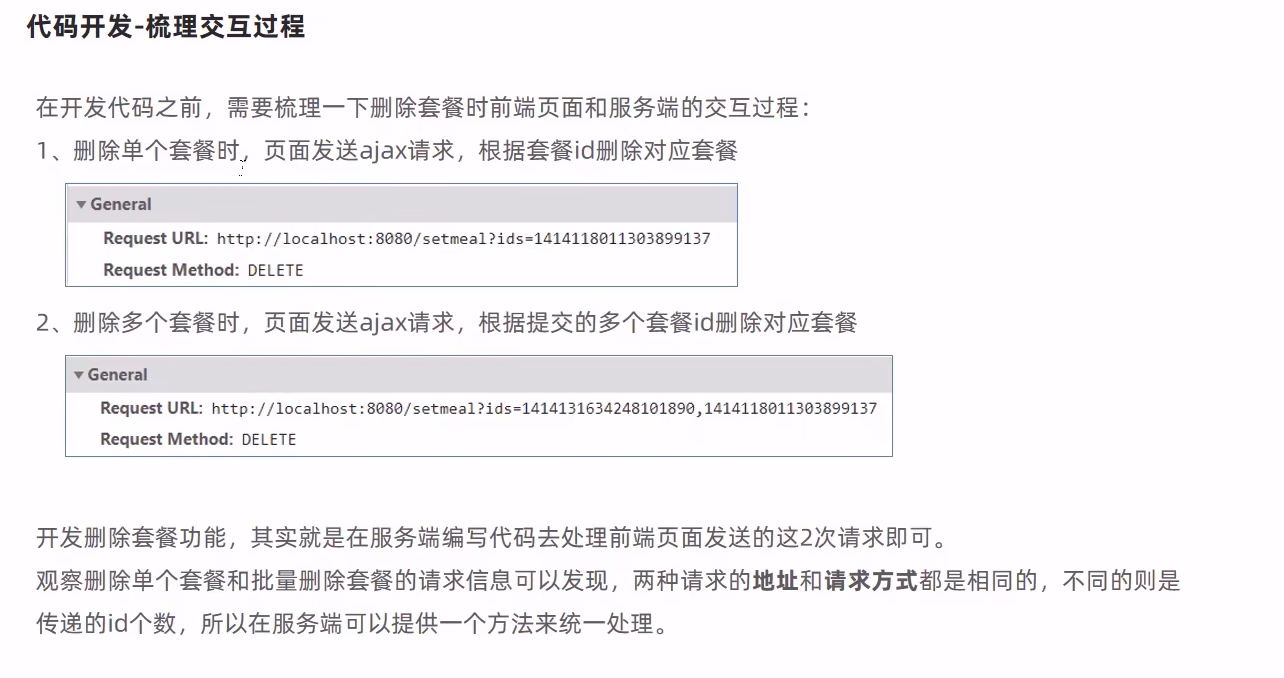 代码开发-梳理交互过程
在开发代码之前，需要梳理一下删除套餐时前端页面和服务端的交互过程：
1、删除单个套餐时，页面发送ajax请求，根据套餐id删除对应套餐
General
Request URL: http://localhost:8080/setmeal?ids=1414118011303899137
Request Method: DELETE
2、删除多个套餐时，页面发送ajax请求，根据提交的多个套餐id删除对应套餐
General
Request URL: http://localhost:8080/setmeal?ids=1414131634248101890,1414118011303899137
Request Method: DELETE
开发删除套餐功能，其实就是在服务端编写代码去处理前端页面发送的这2次请求即可。
观察删除单个套餐和批量删除套餐的请求信息可以发现，两种请求的地址和请求方式都是相同的，不同的则是
传递的id个数，所以在服务端可以提供一个方法来统一处理。